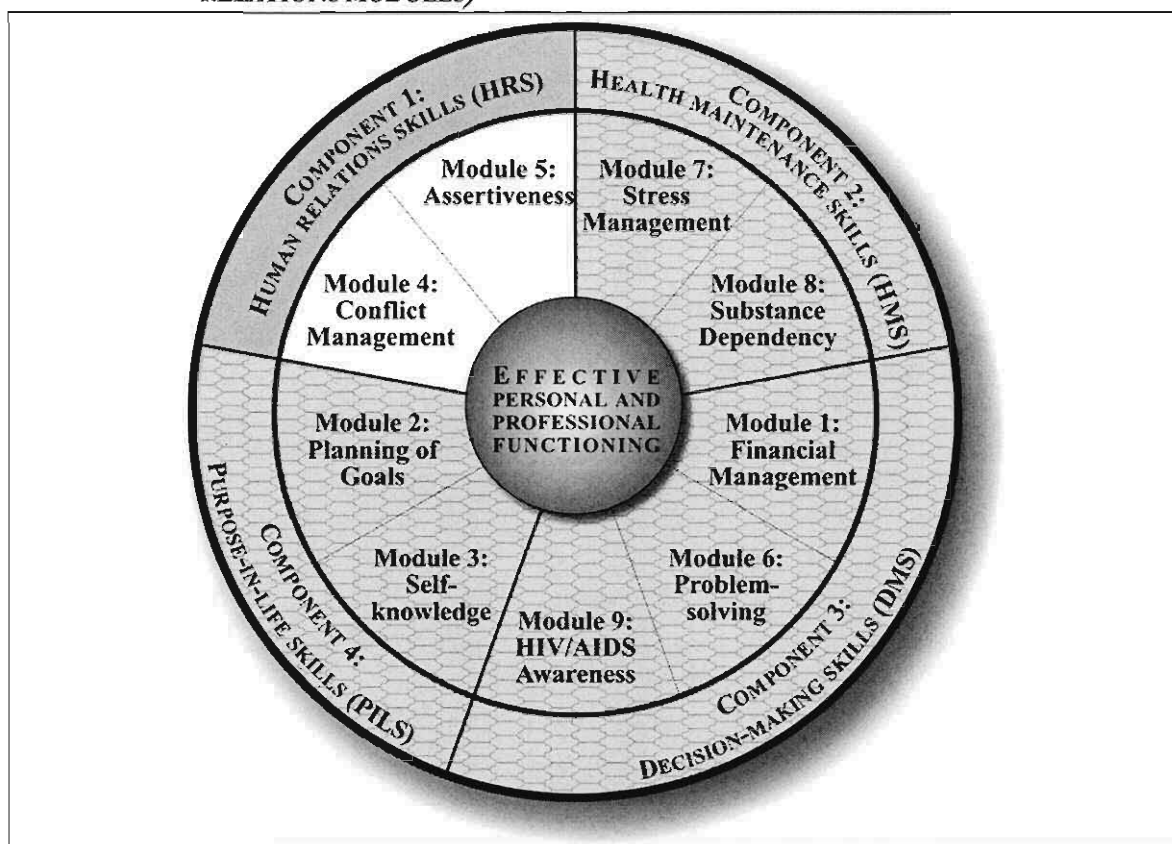 RELATIONS MODULES)
COMPONENT 1:
HUMAN RELATIONS SKILLS (HRS)
COMPONENT 2:
HEALTH MAINTENANCE SKILLS (HMS)
Module 5:
Assertiveness
Module 7:
Stress
Management
Module 4:
Conflict
Management
Module 8:
Substance
Dependency
EFFECTIVE
PERSONAL AND
PROFESSIONAL
FUNCTIONING
Module 2:
Planning of
Goals
Module 1:
Financial
Management
Module 3:
Self-
knowledge
Module 6:
Problem-
solving
Module 9:
HIV/AIDS
Awareness
COMPONENT 4:
PURPOSE-IN-LIFE SKILLS (PILS)
COMPONENT 3:
DECISION-MAKING SKILLS (DMS)